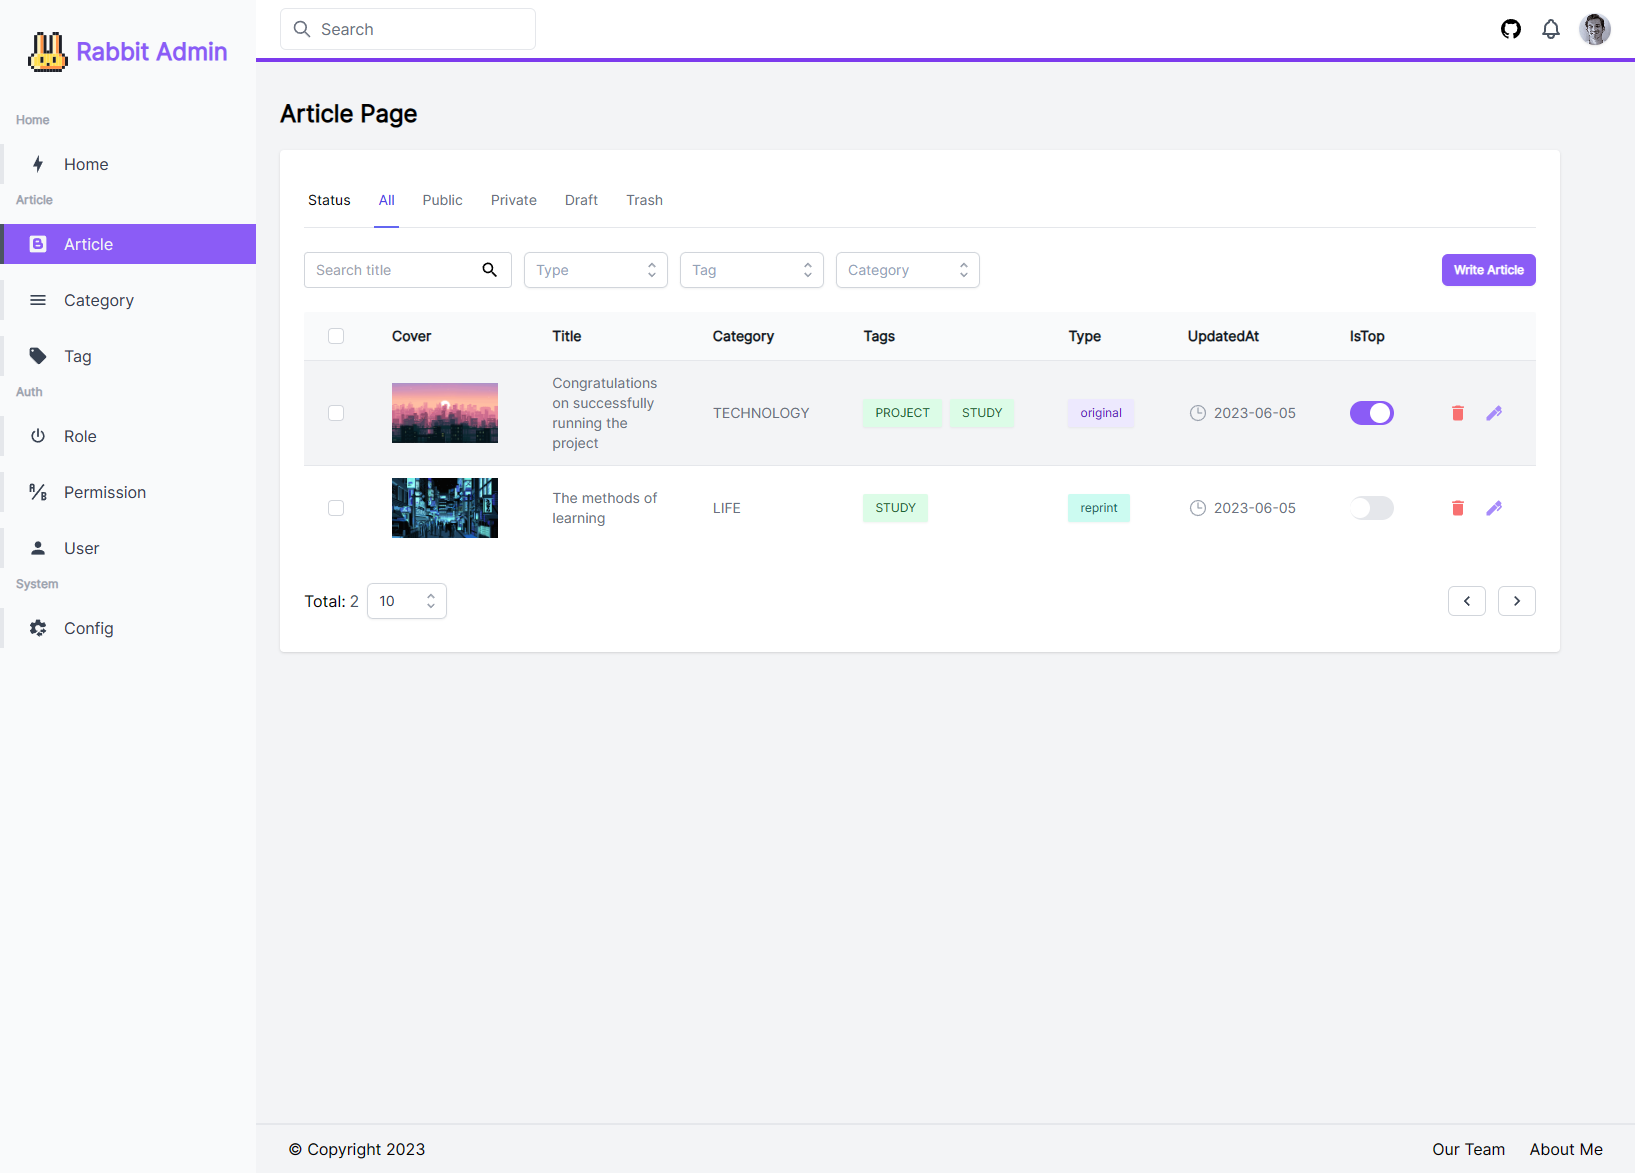 Rabbit Admin
Search
Home
Home
Article
Article
Category
Tag
Auth
Role
Permission
User
System
Config
Article Page
Status All Public Private Draft Trash
Search title Type Tag Category Write Article
Cover Title Category Tags Type UpdatedAt IsTop
Congratulations
on successfully
running the
project
TECHNOLOGY PROJECT STUDY original 2023-06-05
The methods of
learning
LIFE STUDY reprint 2023-06-05
Total: 2 10
© Copyright 2023 Our Team About Me